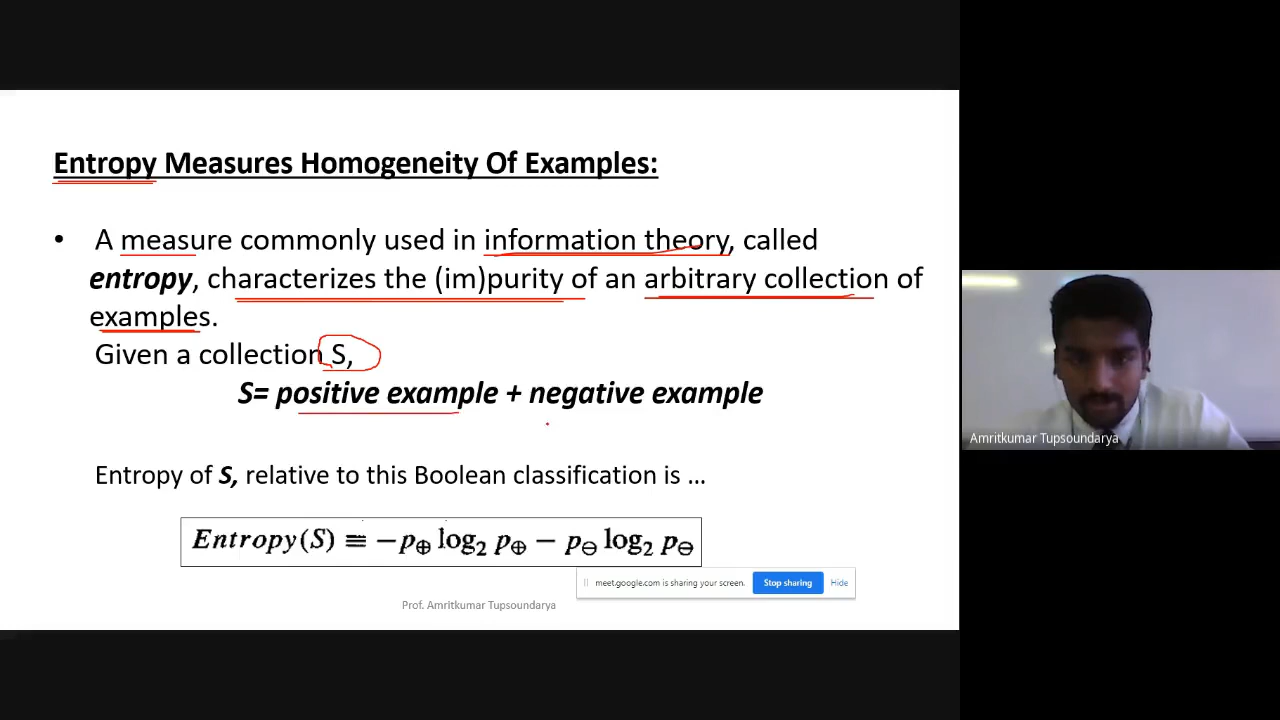 Entropy Measures Homogeneity Of Examples:
• A measure commonly used in information theory, called
entropy, characterizes the (im)purity of an arbitrary collection of
examples.
Given a collection S,
S= positive example + negative example
Entropy of S, relative to this Boolean classification is ...
Entropy(S) ≡ −p⊕ log₂ p⊕ − p⊖ log₂ p⊖
meet.google.com is sharing your screen. Stop sharing Hide
Prof. Amritkumar Tupsoundarya
Amritkumar Tupsoundarya